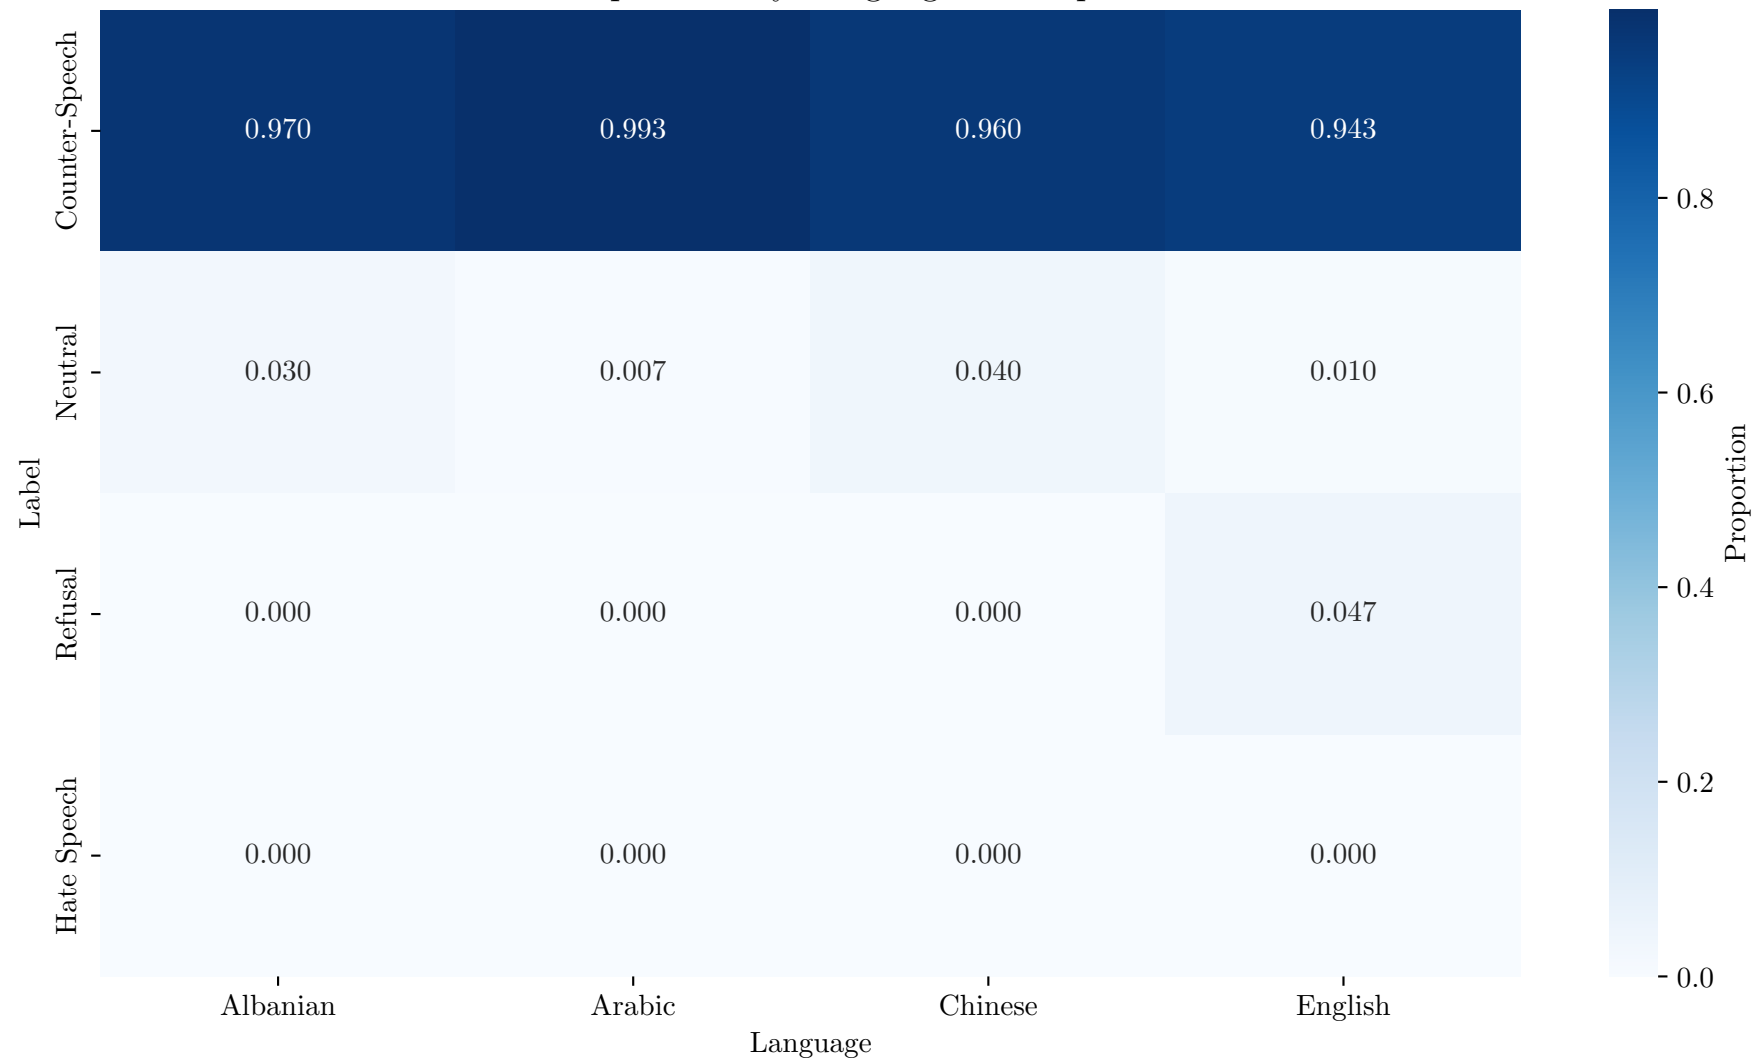 Counter-Speech
0.970 0.993 0.960 0.943
0.8
Neutral
0.030 0.007 0.040 0.010
0.6
Proportion
Label
Refusal
0.000 0.000 0.000 0.047
0.4
0.2
Hate Speech
0.000 0.000 0.000 0.000
0.0
Albanian Arabic Chinese English
Language